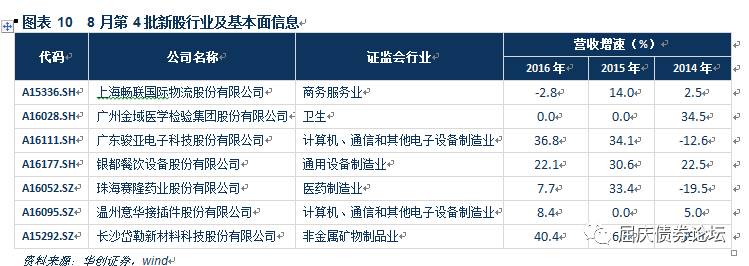 图表 10 8 月第 4 批新股行业及基本面信息
代码 公司名称 证监会行业 营收增速（%）
2016 年 2015 年 2014 年
A15336.SH 上海畅联国际物流股份有限公司 商务服务业 -2.8 14.0 2.5
A16028.SH 广州金域医学检验集团股份有限公司 卫生 0.0 0.0 34.5
A16111.SH 广东骏亚电子科技股份有限公司 计算机、通信和其他电子设备制造业 36.8 34.1 -12.6
A16177.SH 银都餐饮设备股份有限公司 通用设备制造业 22.1 30.6 22.5
A16052.SZ 珠海赛隆药业股份有限公司 医药制造业 7.7 33.4 -19.5
A16095.SZ 温州意华接插件股份有限公司 计算机、通信和其他电子设备制造业 8.4 0.0 5.0
A15292.SZ 长沙岱勒新材料科技股份有限公司 非金属矿物制品业 40.4
屈庆债券论坛
资料来源：华创证券，wind